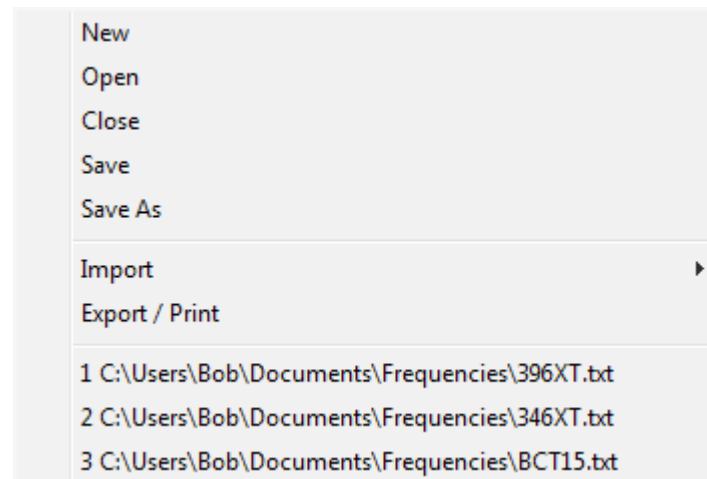 New
Open
Close
Save
Save As
Import
Export / Print
1 C:\Users\Bob\Documents\Frequencies\396XT.txt
2 C:\Users\Bob\Documents\Frequencies\346XT.txt
3 C:\Users\Bob\Documents\Frequencies\BCT15.txt